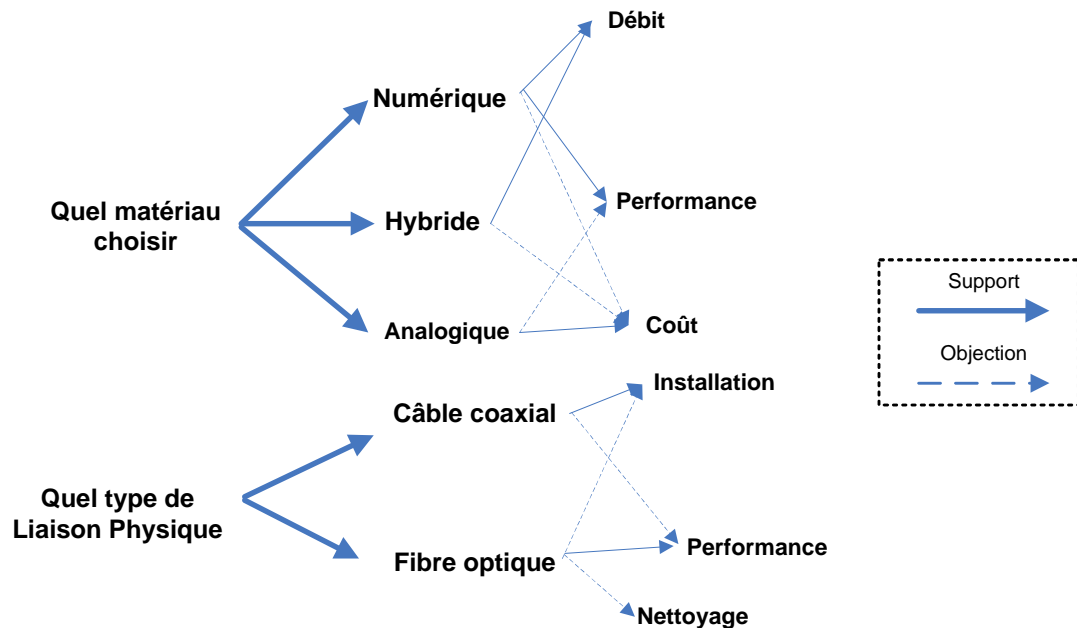 Débit
Numérique
Performance
Quel matériau
choisir
Hybride
Analogique
Coût
Support
Objection
Installation
Câble coaxial
Quel type de
Liaison Physique
Performance
Fibre optique
Nettoyage